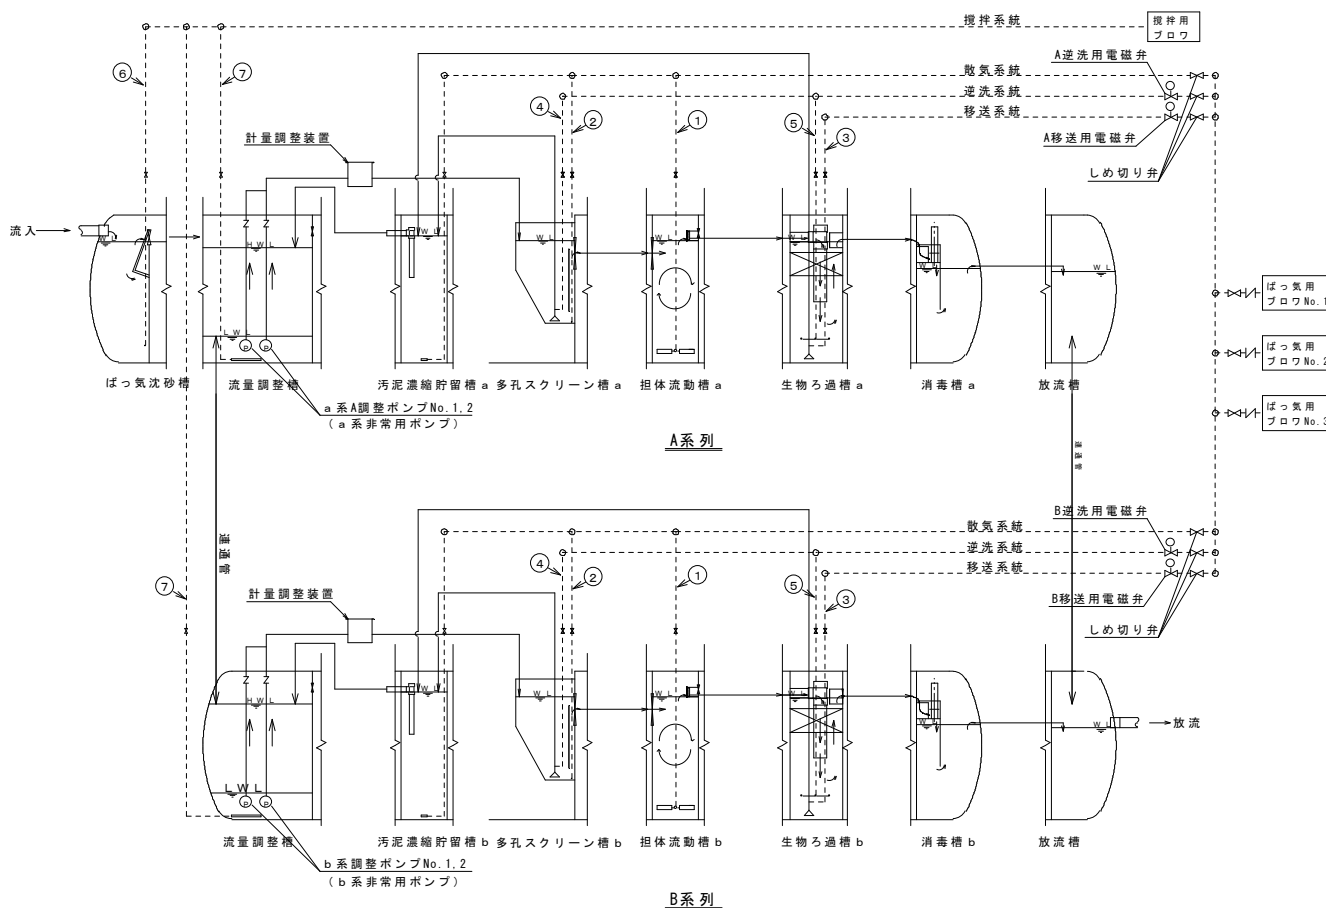 撹拌系統
撹拌用
ブロワ
⑥
⑦
A逆洗用電磁弁
散気系統
逆洗系統
移送系統
④
②
①
⑤
③
計量調整装置
A移送用電磁弁
しめ切り弁
流入
W L
H W L
W L
W L
W L
W L
W L
W L
L W L
P
P
ばっ気用
ブロワNo.1
ばっ気用
ブロワNo.2
ばっ気用
ブロワNo.3
ばっ気沈砂槽
流量調整槽
汚泥濃縮貯留槽a
多孔スクリーン槽a
担体流動槽a
生物ろ過槽a
消毒槽a
放流槽
a系A調整ポンプNo.1,2
(a系非常用ポンプ)
A系列
連通管
連通管
B逆洗用電磁弁
散気系統
逆洗系統
移送系統
④
②
①
⑤
③
⑦
計量調整装置
B移送用電磁弁
しめ切り弁
H W L
W L
W L
W L
W L
W L
W L
放流
LWL
P
P
流量調整槽
汚泥濃縮貯留槽b
多孔スクリーン槽b
担体流動槽b
生物ろ過槽b
消毒槽b
放流槽
b系調整ポンプNo.1,2
(b系非常用ポンプ)
B系列